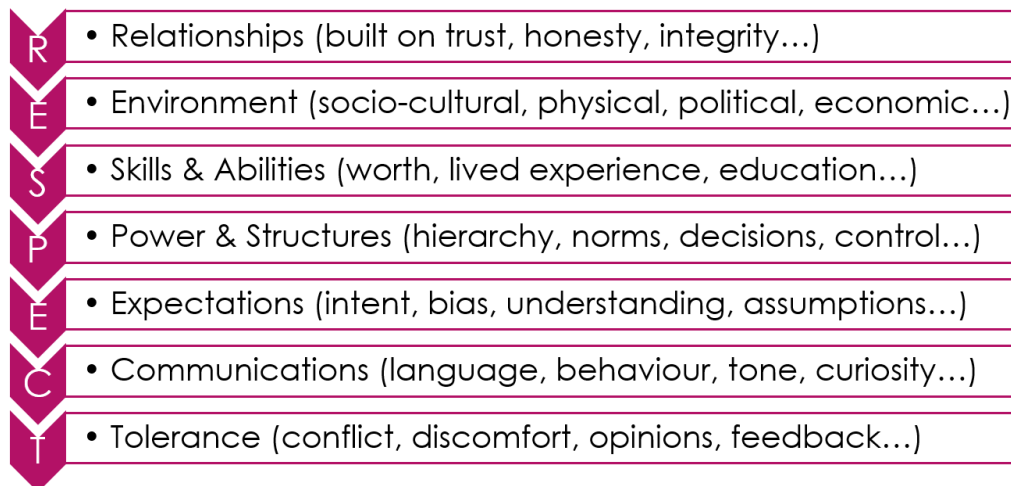 R • Relationships (built on trust, honesty, integrity…)
E • Environment (socio-cultural, physical, political, economic…)
S • Skills & Abilities (worth, lived experience, education…)
P • Power & Structures (hierarchy, norms, decisions, control…)
E • Expectations (intent, bias, understanding, assumptions…)
C • Communications (language, behaviour, tone, curiosity…)
T • Tolerance (conflict, discomfort, opinions, feedback…)